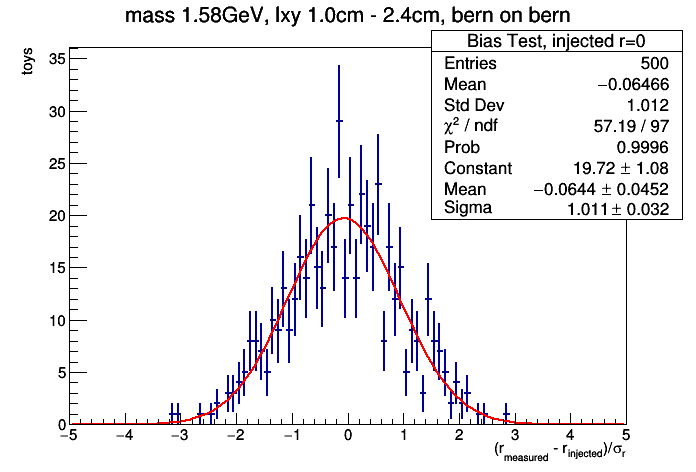 mass 1.58GeV, lxy 1.0cm - 2.4cm, bern on bern
Bias Test, injected r=0
Entries 500
Mean −0.06466
Std Dev 1.012
χ² / ndf 57.19 / 97
Prob 0.9996
Constant 19.72 ± 1.08
Mean −0.0644 ± 0.0452
Sigma 1.011 ± 0.032
toys
35
30
25
20
15
10
5
0
−5 −4 −3 −2 −1 0 1 2 3 4 5
(r_measured - r_injected)/σ_r